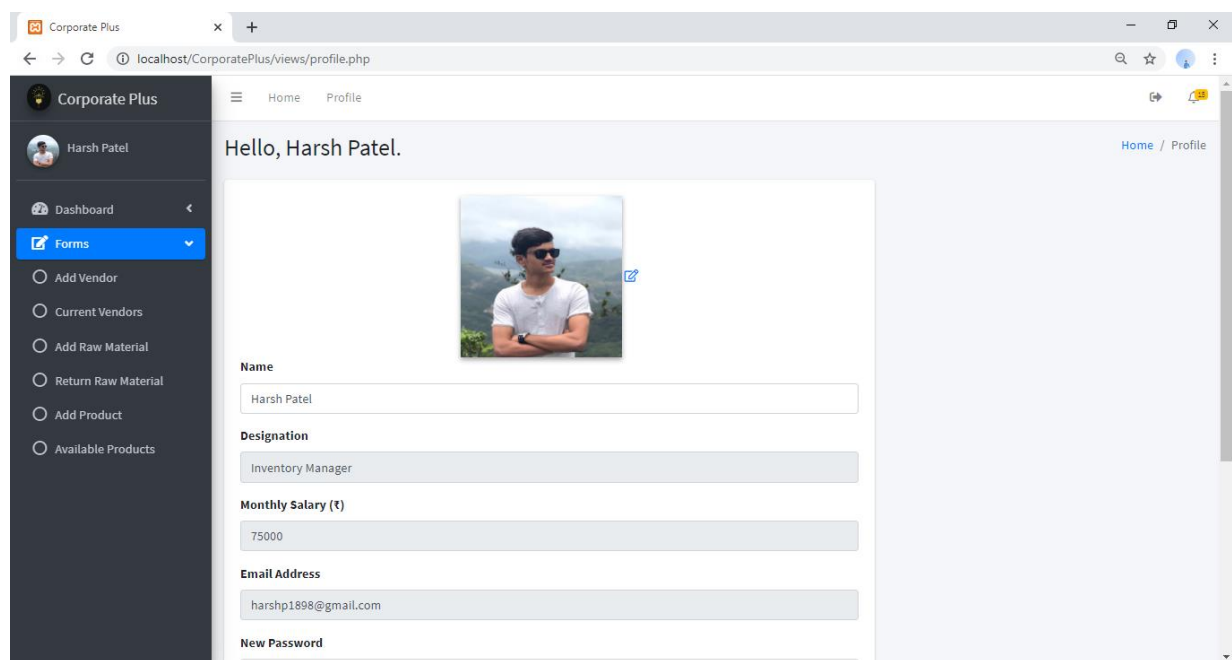 Corporate Plus
localhost/CorporatePlus/views/profile.php
Corporate Plus
Home Profile
18
Harsh Patel
Hello, Harsh Patel.
Home / Profile
Dashboard
Forms
Add Vendor
Current Vendors
Add Raw Material
Return Raw Material
Add Product
Available Products
Name
Harsh Patel
Designation
Inventory Manager
Monthly Salary (₹)
75000
Email Address
harshp1898@gmail.com
New Password